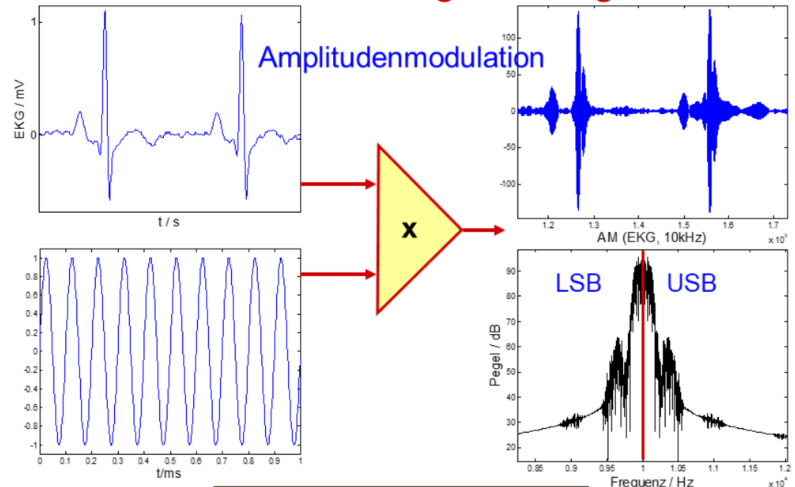 Amplitudenmodulation
EKG / mV
1
0
t / s
100
50
0
-50
-100
1.2 1.3 1.4 1.5 1.6 1.7
x 10
AM (EKG, 10kHz)
x
1
0.8
0.6
0.4
0.2
0
-0.2
-0.4
-0.6
-0.8
-1
0 0.1 0.2 0.3 0.4 0.5 0.6 0.7 0.8 0.9 1
t/ms
LSB USB
Pegel / dB
90
80
70
60
50
40
30
20
0.85 0.9 0.95 1 1.05 1.1 1.15 1.2
x 10⁴
Frequenz / Hz